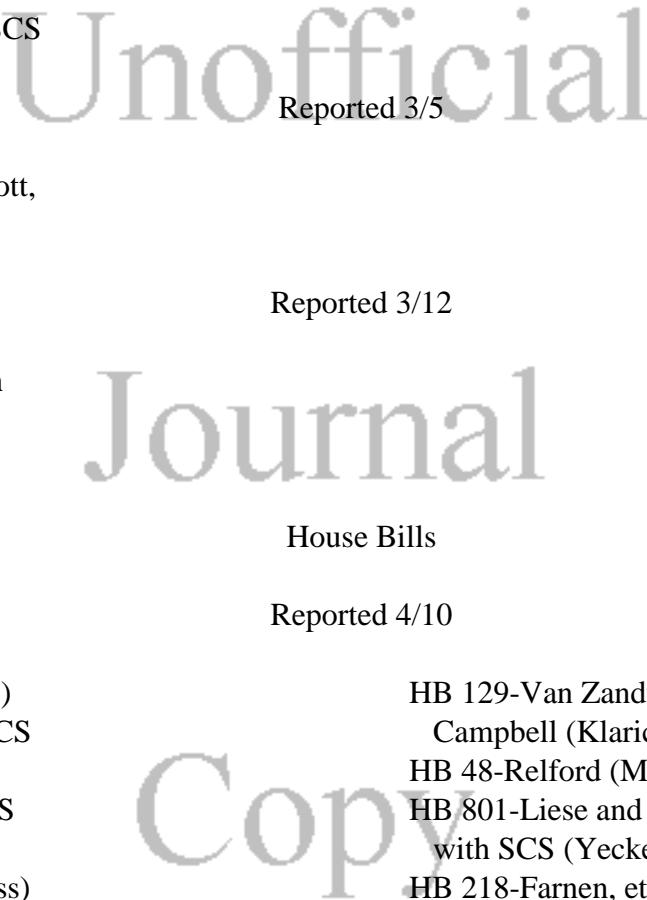 SCS
Unofficial
Reported 3/5
ott,
Reported 3/12
Journal
House Bills
Reported 4/10
)
CS
S
ss)
HB 129-Van Zand
Campbell (Klaric
HB 48-Relford (M
HB 801-Liese and
with SCS (Yecke
HB 218-Farnen, et
Copy